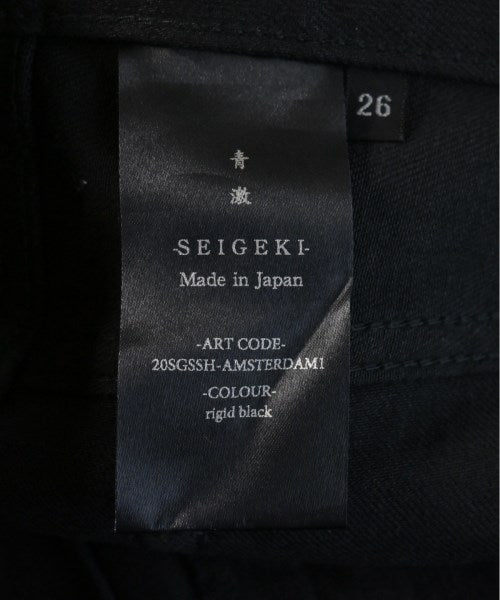 青
激
-SEIGEKI-
Made in Japan
-ART CODE-
20SGSSH-AMSTERDAM1
-COLOUR-
rigid black
26